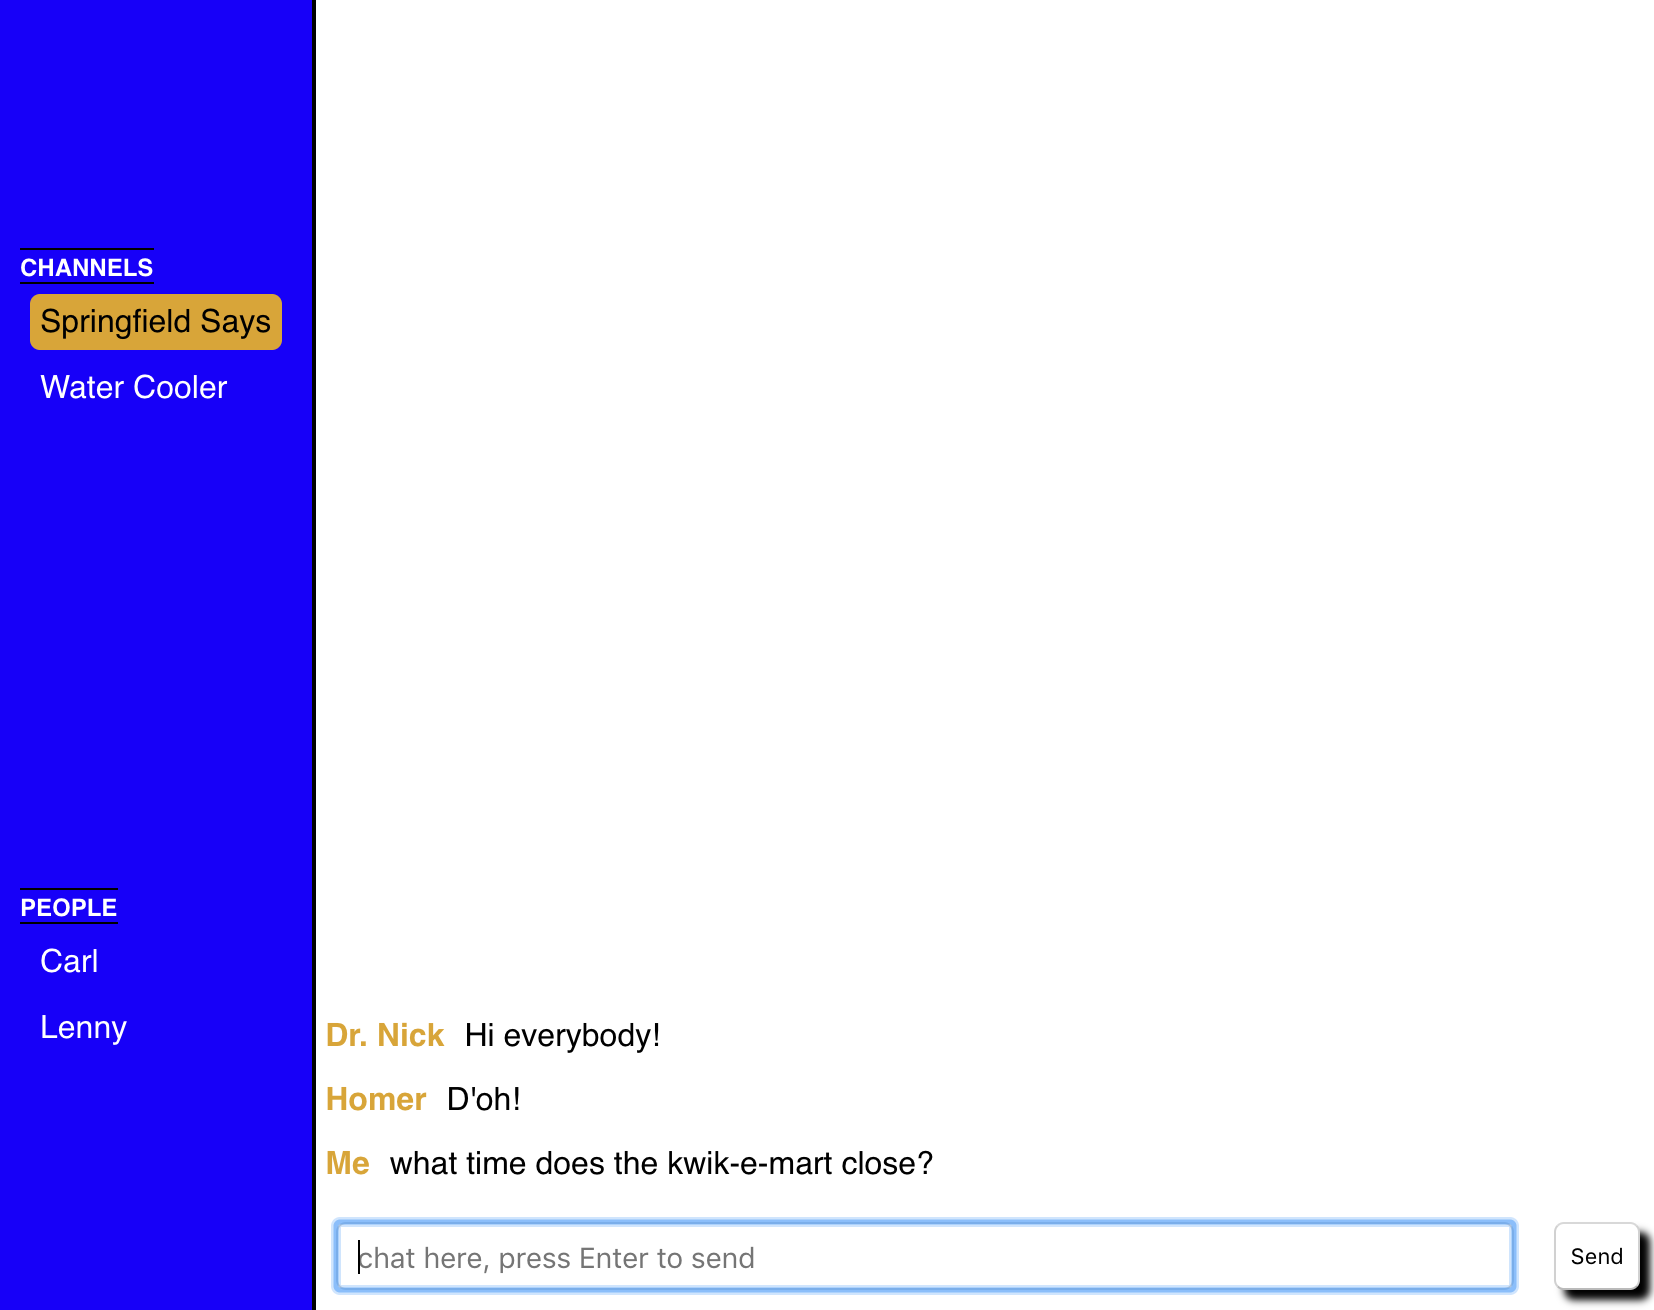 CHANNELS
Springfield Says
Water Cooler
PEOPLE
Carl
Lenny
Dr. Nick Hi everybody!
Homer D'oh!
Me what time does the kwik-e-mart close?
chat here, press Enter to send
Send